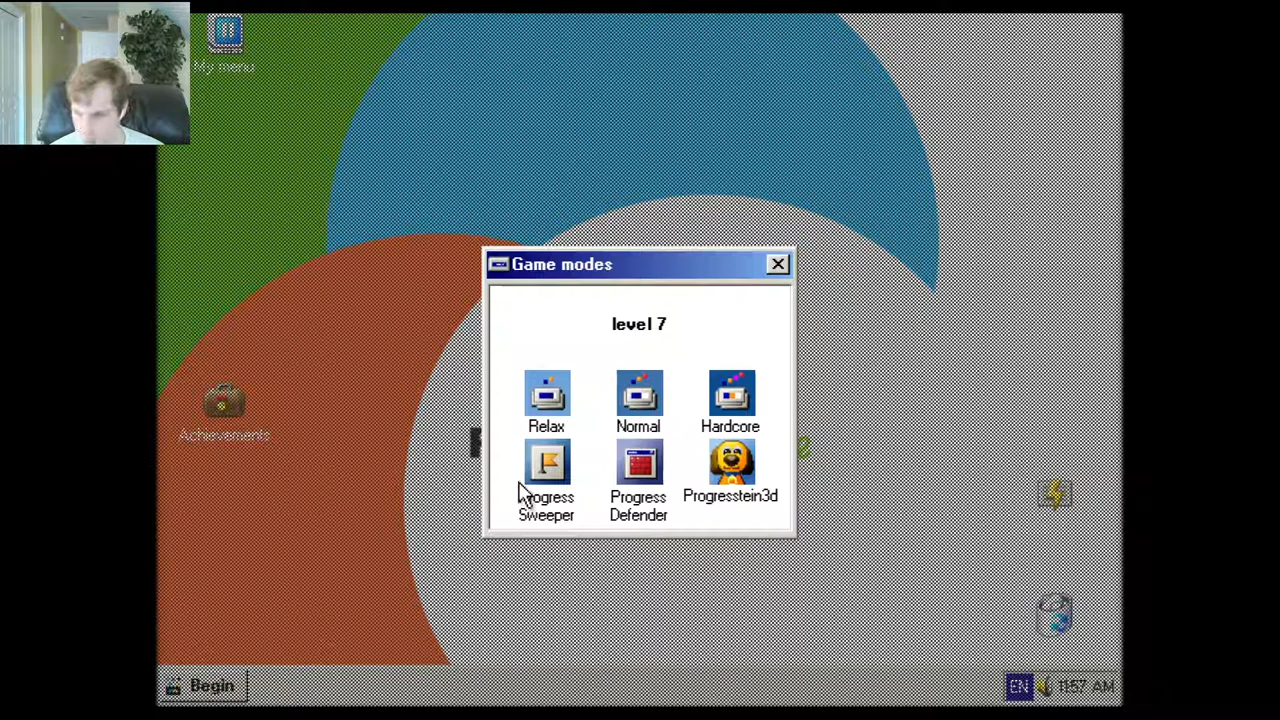 My menu
Game modes
level 7
Relax Normal Hardcore
Progress Sweeper
Progress Defender
Progresstein3d
Achievements
Begin
EN 11:57 AM